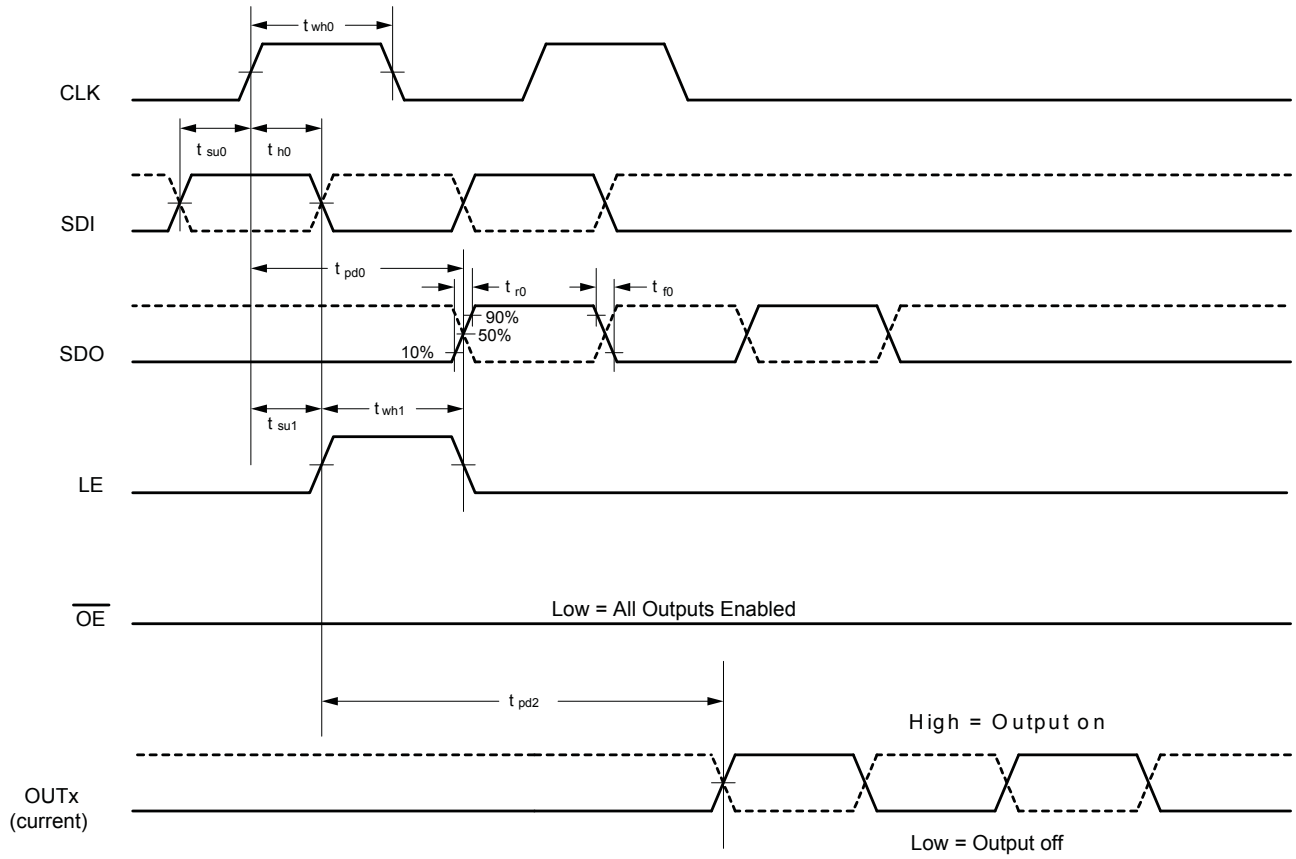 t wh0
CLK
t su0
t h0
SDI
t pd0
t r0
t f0
90%
50%
10%
SDO
t su1
t wh1
LE
OE
Low = All Outputs Enabled
t pd2
High = Output on
OUTx
(current)
Low = Output off